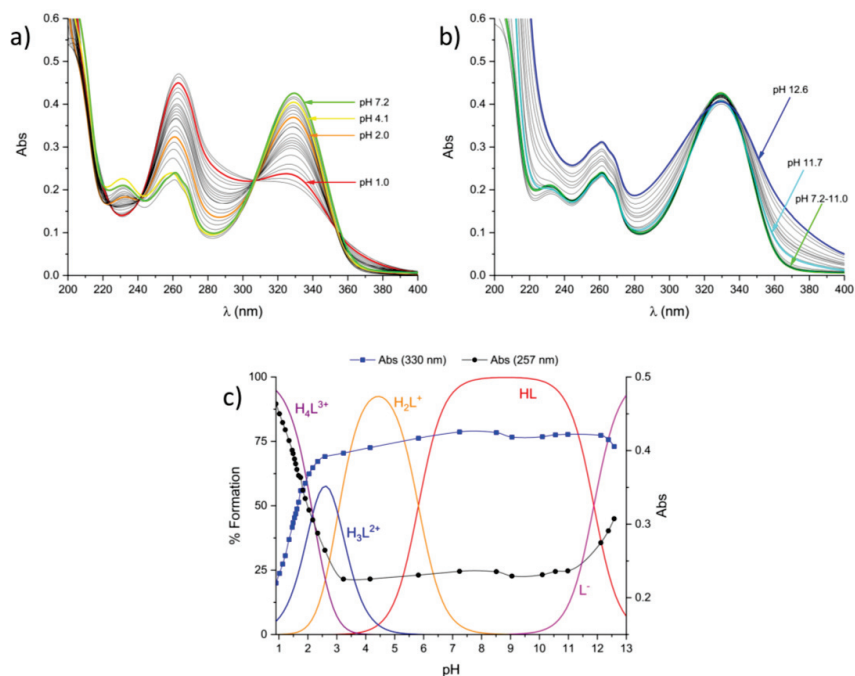 a)
0.6
0.5
0.4
0.3
0.2
0.1
0.0
Abs
200 220 240 260 280 300 320 340 360 380 400
λ (nm)
pH 7.2
pH 4.1
pH 2.0
pH 1.0
b)
0.6
0.5
0.4
0.3
0.2
0.1
0.0
Abs
200 220 240 260 280 300 320 340 360 380 400
λ (nm)
pH 12.6
pH 11.7
pH 7.2-11.0
Abs (330 nm) Abs (257 nm)
c)
100
75
50
25
0
% Formation
H₄L³⁺
H₃L²⁺
H₂L⁺
HL
L⁻
0.5
0.4
0.3
0.2
Abs
1 2 3 4 5 6 7 8 9 10 11 12 13
pH